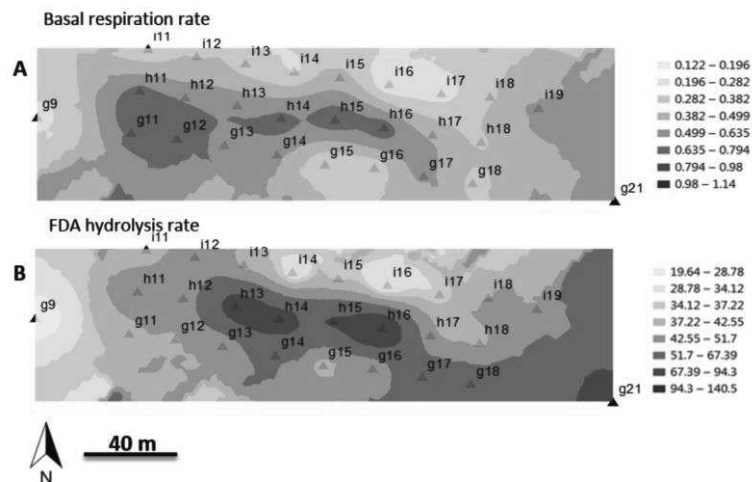 Basal respiration rate
A
i11 i12 i13 i14 i15 i16 i17 i18 i19
g9 h11 h12 h13 h14 h15 h16 h17 h18
g11 g12 g13 g14 g15 g16 g17 g18 g21
0.122 – 0.196
0.196 – 0.282
0.282 – 0.382
0.382 – 0.499
0.499 – 0.635
0.635 – 0.794
0.794 – 0.98
0.98 – 1.14
FDA hydrolysis rate
B
i11 i12 i13 i14 i15 i16 i17 i18 i19
g9 h11 h12 h13 h14 h15 h16 h17 h18
g11 g12 g13 g14 g15 g16 g17 g18 g21
19.64 – 28.78
28.78 – 34.12
34.12 – 37.22
37.22 – 42.55
42.55 – 51.7
51.7 – 67.39
67.39 – 94.3
94.3 – 140.5
N
40 m